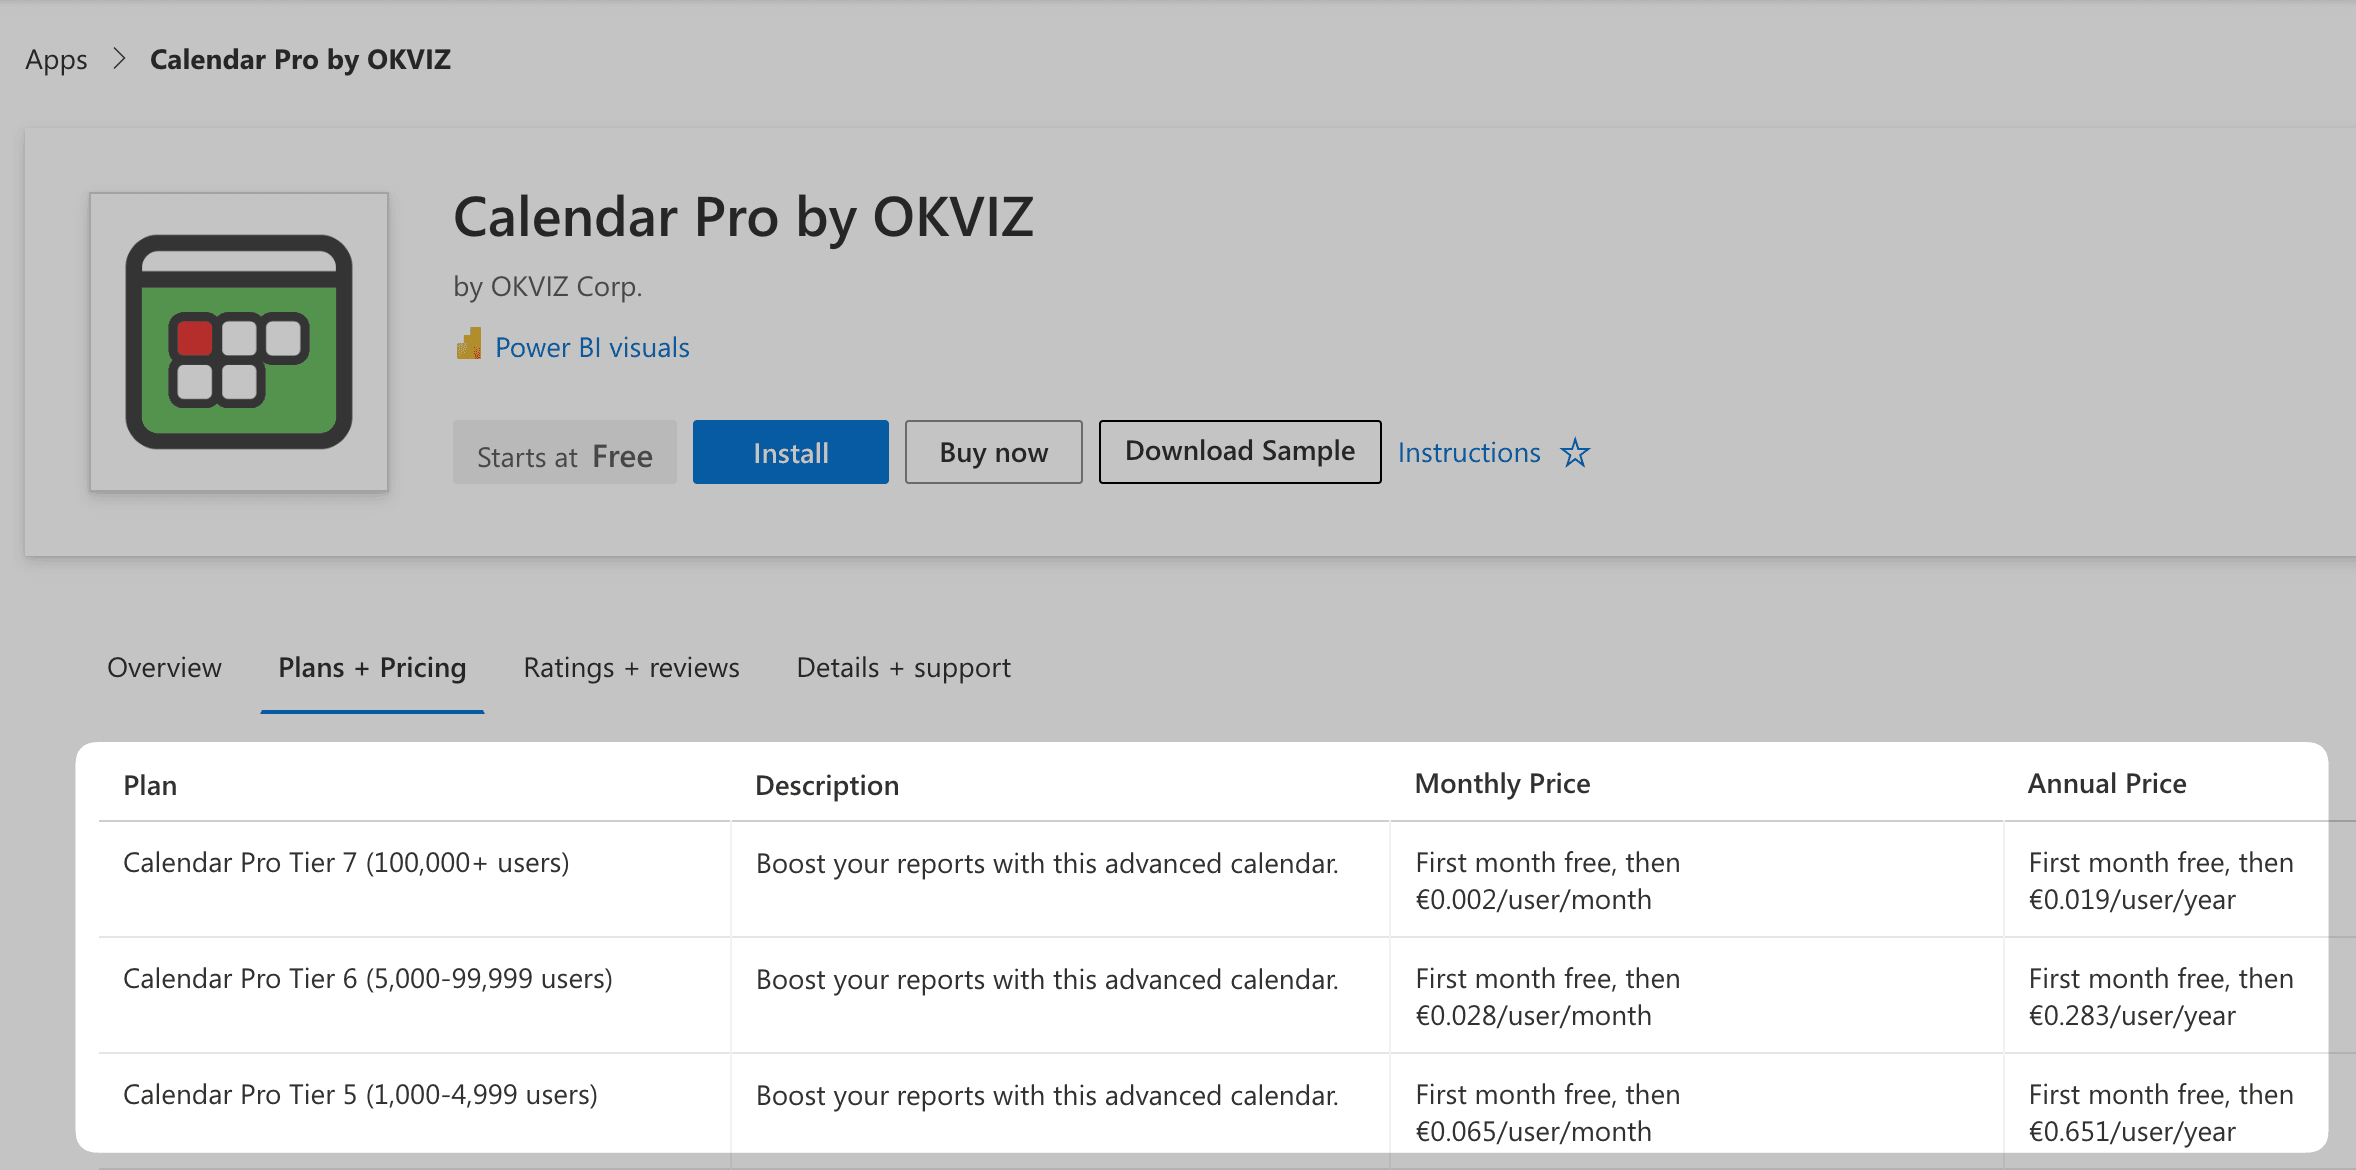 Apps > Calendar Pro by OKVIZ
Calendar Pro by OKVIZ
by OKVIZ Corp.
Power BI visuals
Starts at Free Install Buy now Download Sample Instructions
Overview Plans + Pricing Ratings + reviews Details + support
Plan Description Monthly Price Annual Price
Calendar Pro Tier 7 (100,000+ users) Boost your reports with this advanced calendar. First month free, then First month free, then
€0.002/user/month €0.019/user/year
Calendar Pro Tier 6 (5,000-99,999 users) Boost your reports with this advanced calendar. First month free, then First month free, then
€0.028/user/month €0.283/user/year
Calendar Pro Tier 5 (1,000-4,999 users) Boost your reports with this advanced calendar. First month free, then First month free, then
€0.065/user/month €0.651/user/year